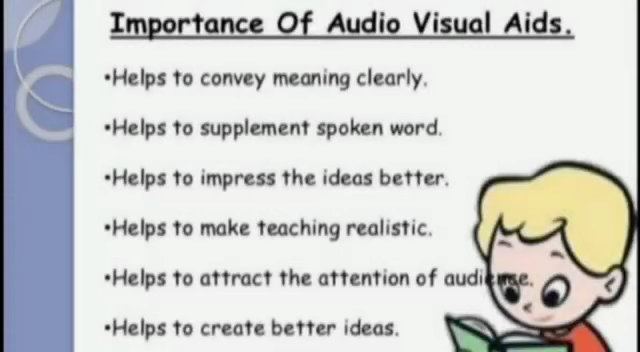 Importance Of Audio Visual Aids.
•Helps to convey meaning clearly.
•Helps to supplement spoken word.
•Helps to impress the ideas better.
•Helps to make teaching realistic.
•Helps to attract the attention of audience.
•Helps to create better ideas.